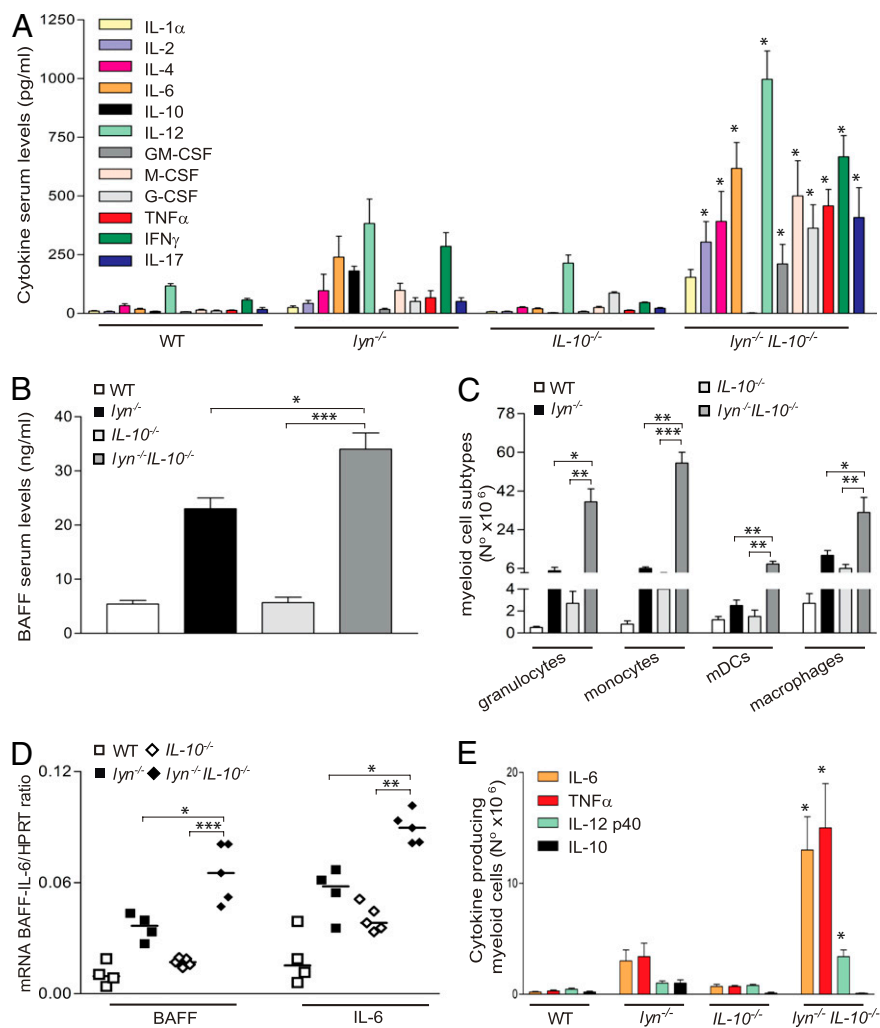 A
Cytokine serum levels (pg/ml)
1250
1000
750
500
250
0
IL-1α
IL-2
IL-4
IL-6
IL-10
IL-12
GM-CSF
M-CSF
G-CSF
TNFα
IFNγ
IL-17
* * * * * * * * * *
WT
lyn-/-
IL-10-/-
lyn-/- IL-10-/-
B
BAFF serum levels (ng/ml)
40
30
20
10
0
WT
lyn-/-
IL-10-/-
lyn-/-IL-10-/-
*
***
C
myeloid cell subtypes
(N° x10 6)
78
60
42
24
6
4
2
0
WT
lyn-/-
IL-10-/-
lyn-/-IL-10-/-
*
**
**
***
**
**
*
**
granulocytes
monocytes
mDCs
macrophages
D
mRNA BAFF-IL-6/HPRT ratio
0.12
0.06
0.00
WT
IL-10-/-
lyn-/-
lyn-/-IL-10-/-
*
***
*
**
BAFF
IL-6
E
Cytokine producing
myeloid cells (N° x10 6)
20
10
0
IL-6
TNFα
IL-12 p40
IL-10
*
*
*
WT
lyn-/-
IL-10-/-
lyn-/- IL-10-/-